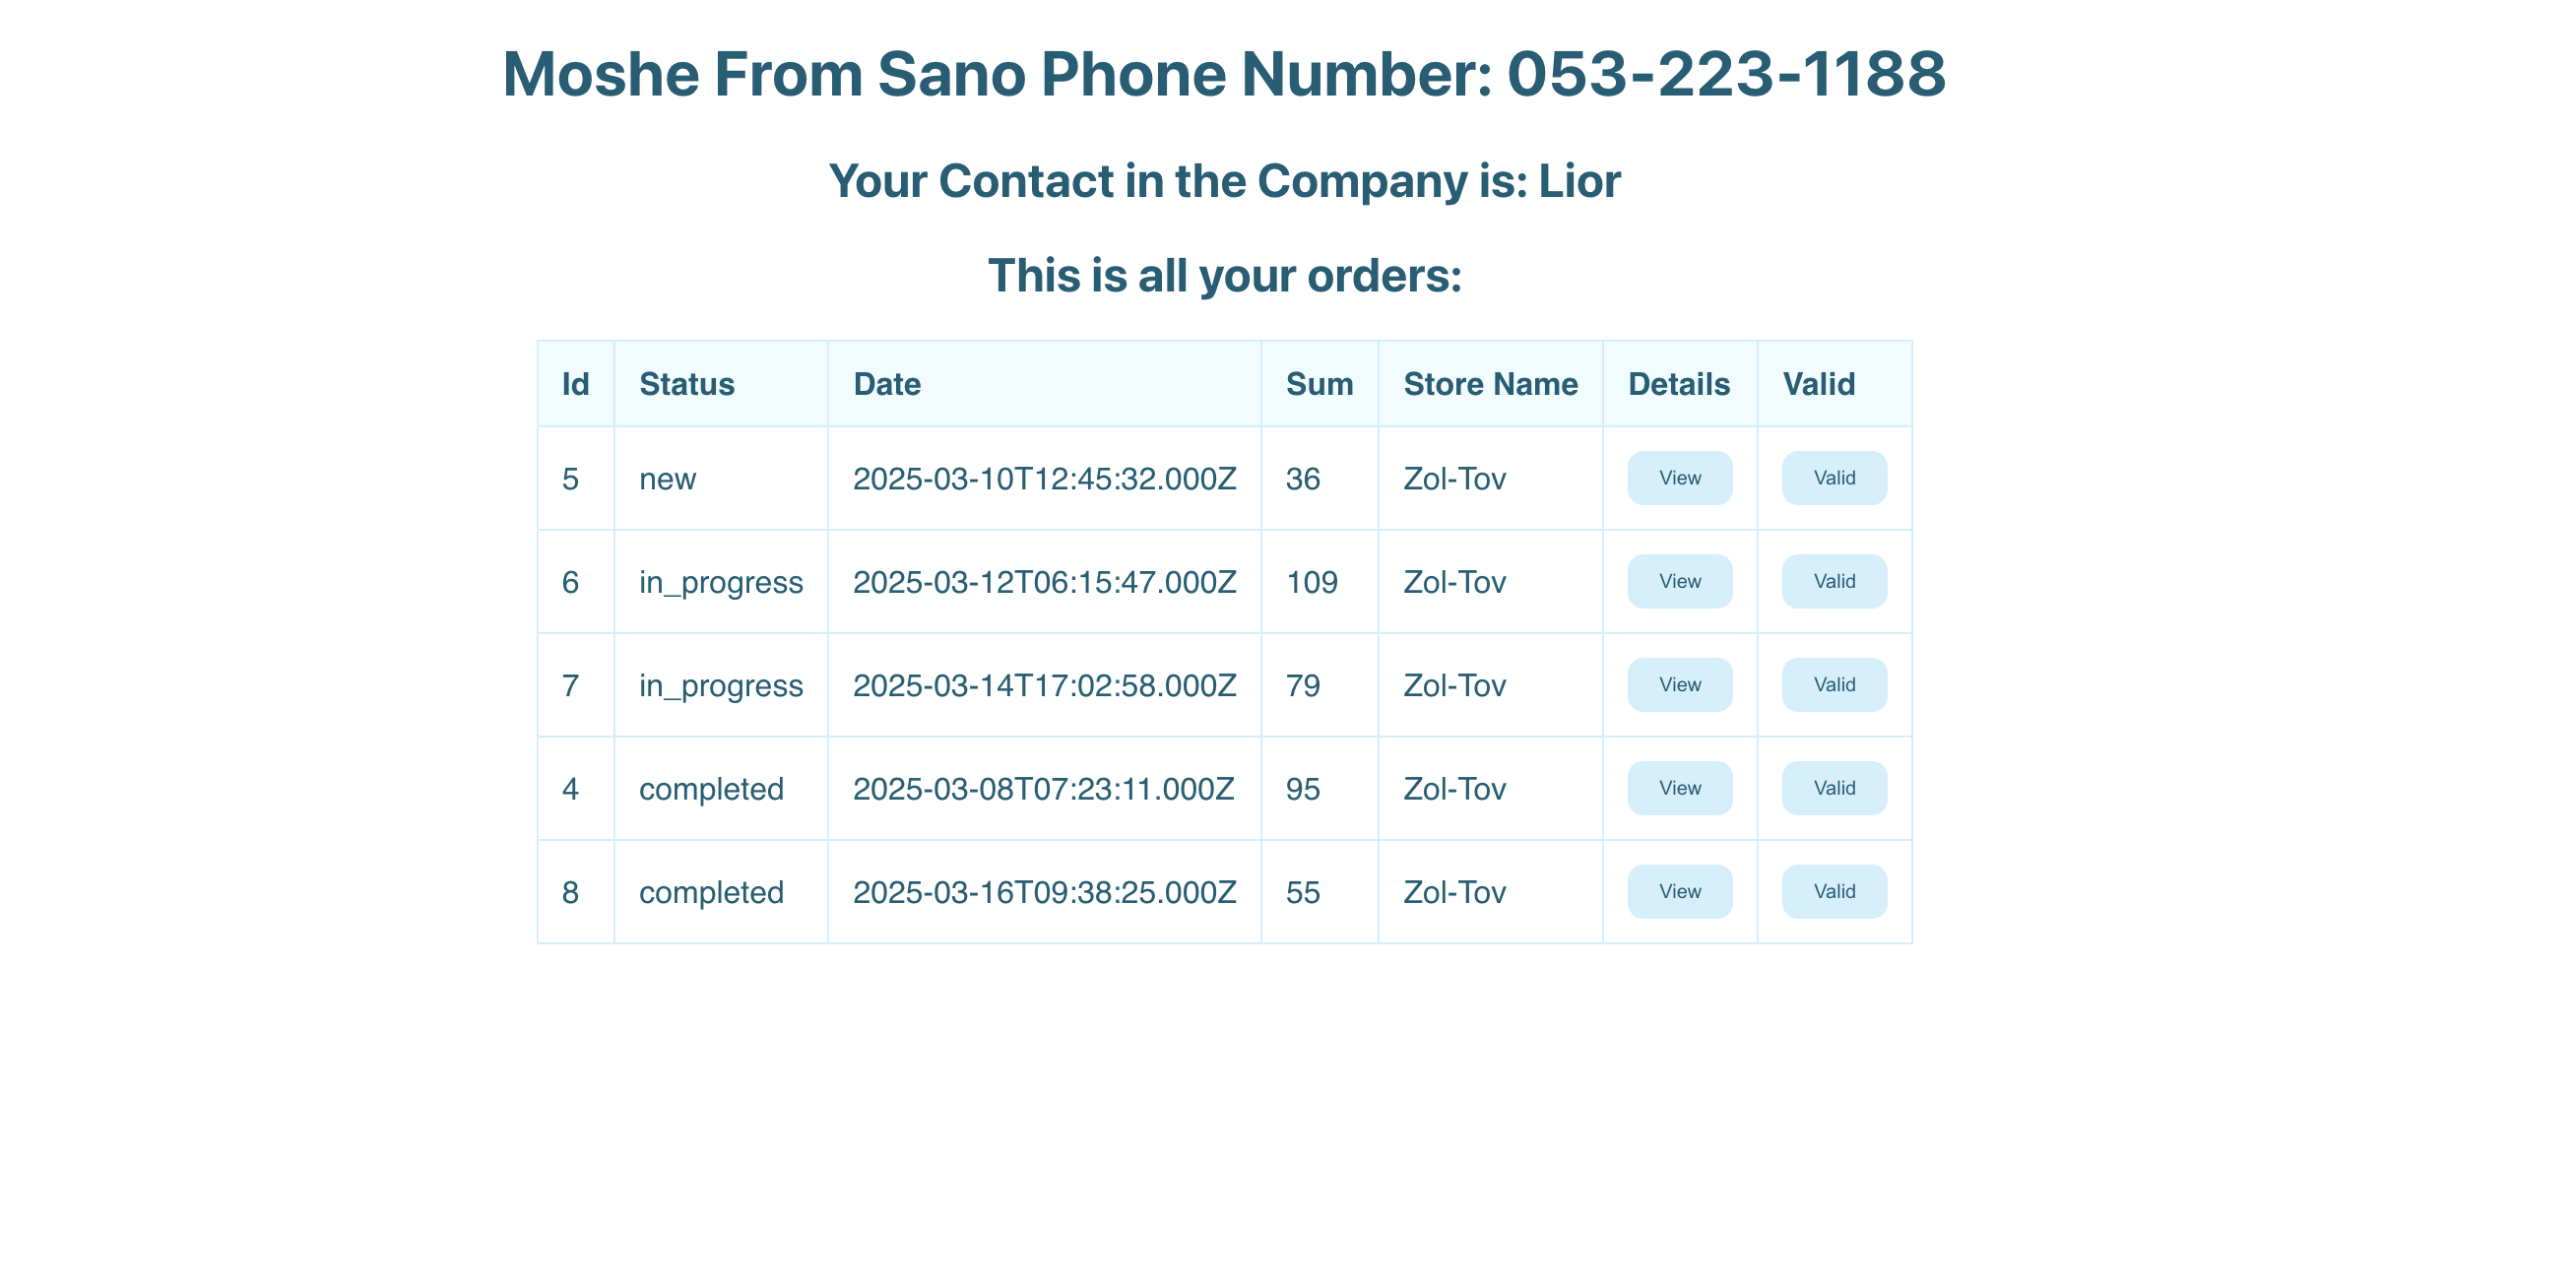 Moshe From Sano Phone Number: 053-223-1188
Your Contact in the Company is: Lior
This is all your orders:
Id Status Date Sum Store Name Details Valid
5 new 2025-03-10T12:45:32.000Z 36 Zol-Tov View Valid
6 in_progress 2025-03-12T06:15:47.000Z 109 Zol-Tov View Valid
7 in_progress 2025-03-14T17:02:58.000Z 79 Zol-Tov View Valid
4 completed 2025-03-08T07:23:11.000Z 95 Zol-Tov View Valid
8 completed 2025-03-16T09:38:25.000Z 55 Zol-Tov View Valid